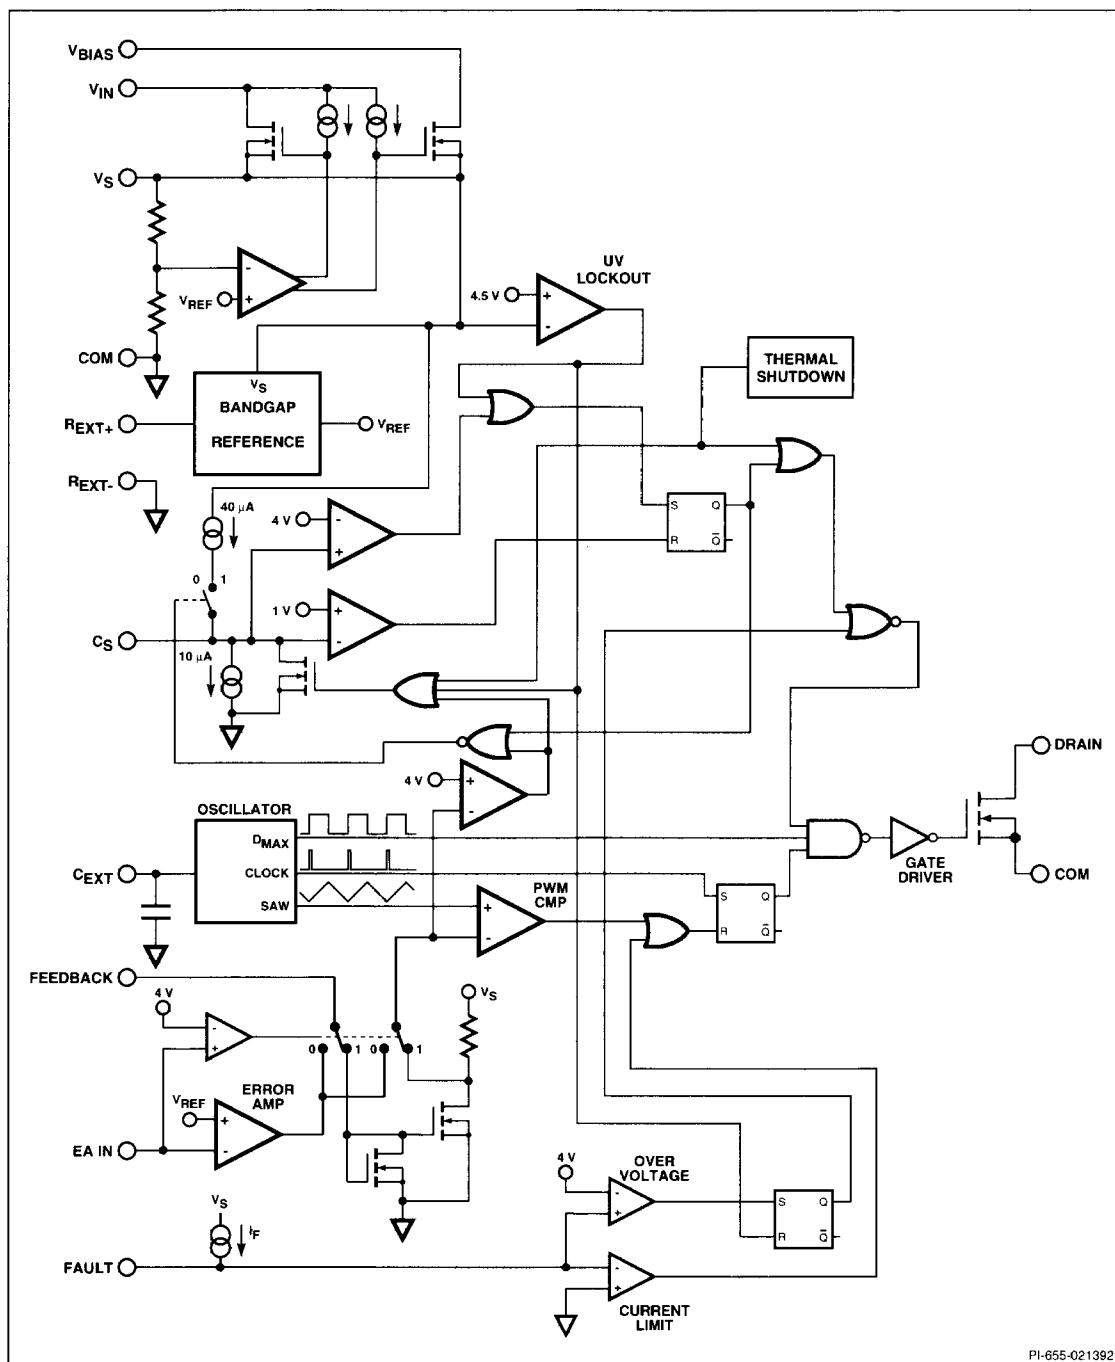 VBIAS
VIN
VS
VREF
COM
UV
LOCKOUT
4.5 V
THERMAL
SHUTDOWN
VS
BANDGAP
REFERENCE
REXT+
VREF
REXT-
40 µA
4 V
S
Q
R
Q
0
1
1 V
CS
10 µA
4 V
DRAIN
OSCILLATOR
DMAX
CLOCK
SAW
CEXT
GATE
DRIVER
COM
PWM
CMP
S
Q
R
Q
FEEDBACK
4 V
VS
0
1
0
1
ERROR
AMP
VREF
EA IN
4 V
OVER
VOLTAGE
S
Q
R
Q
VS
IF
FAULT
CURRENT
LIMIT
+
-
PI-655-021392